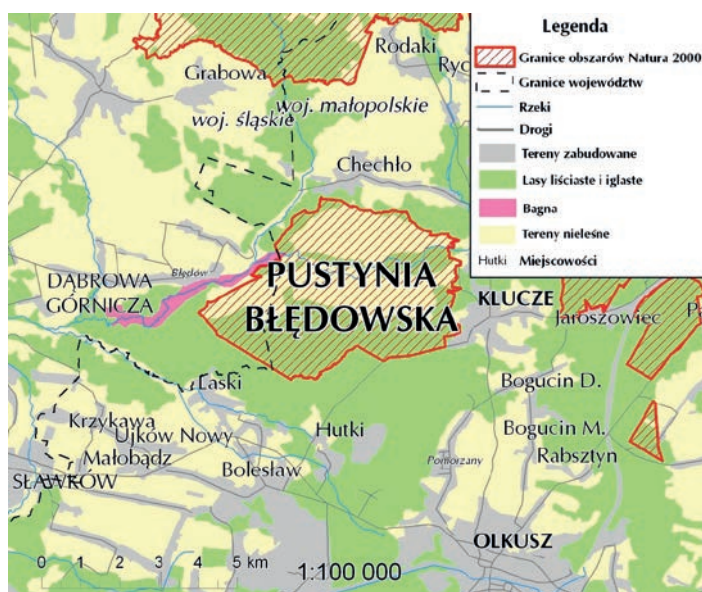 Legenda
Granice obszarów Natura 2000
Granice województw
Rzeki
Drogi
Tereny zabudowane
Lasy liściaste i iglaste
Bagna
Tereny nieleśne
Hutki Miejscowości
Rodaki
Grabowa
Ryc
woj. małopolskie
woj. śląskie
Chechło
Błędów
DĄBROWA
GÓRNICZA
PUSTYNIA
BŁĘDOWSKA
KLUCZE
Jaroszowiec
Laski
Bogucin D.
Krzykawa
Ujków Nowy
Hutki
Bogucin M.
Małobądz
Rabsztyn
Bolesław
Pomorzany
SŁAWKÓW
OLKUSZ
0 1 2 3 4 5 km
1:100 000